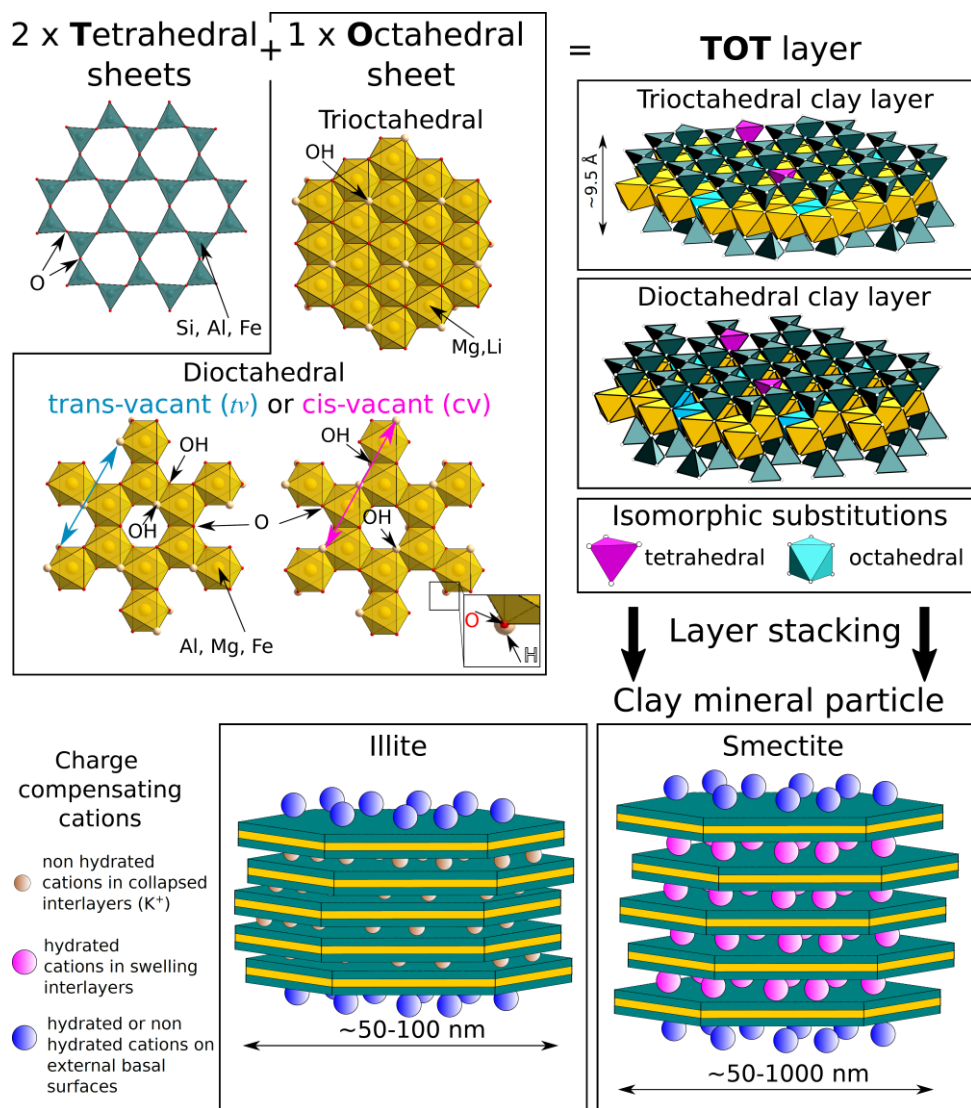 2 x Tetrahedral
sheets
+
1 x Octahedral
sheet
=
TOT layer
Trioctahedral
OH
O
Si, Al, Fe
Mg,Li
Dioctahedral
trans-vacant (tv) or cis-vacant (cv)
OH
OH
O
OH
OH
Al, Mg, Fe
O
H
Trioctahedral clay layer
~9.5 Å
Dioctahedral clay layer
Isomorphic substitutions
tetrahedral
octahedral
Layer stacking
Clay mineral particle
Charge
compensating
cations
non hydrated
cations in collapsed
interlayers (K⁺)
hydrated
cations in swelling
interlayers
hydrated or non
hydrated cations on
external basal
surfaces
Illite
~50-100 nm
Smectite
~50-1000 nm